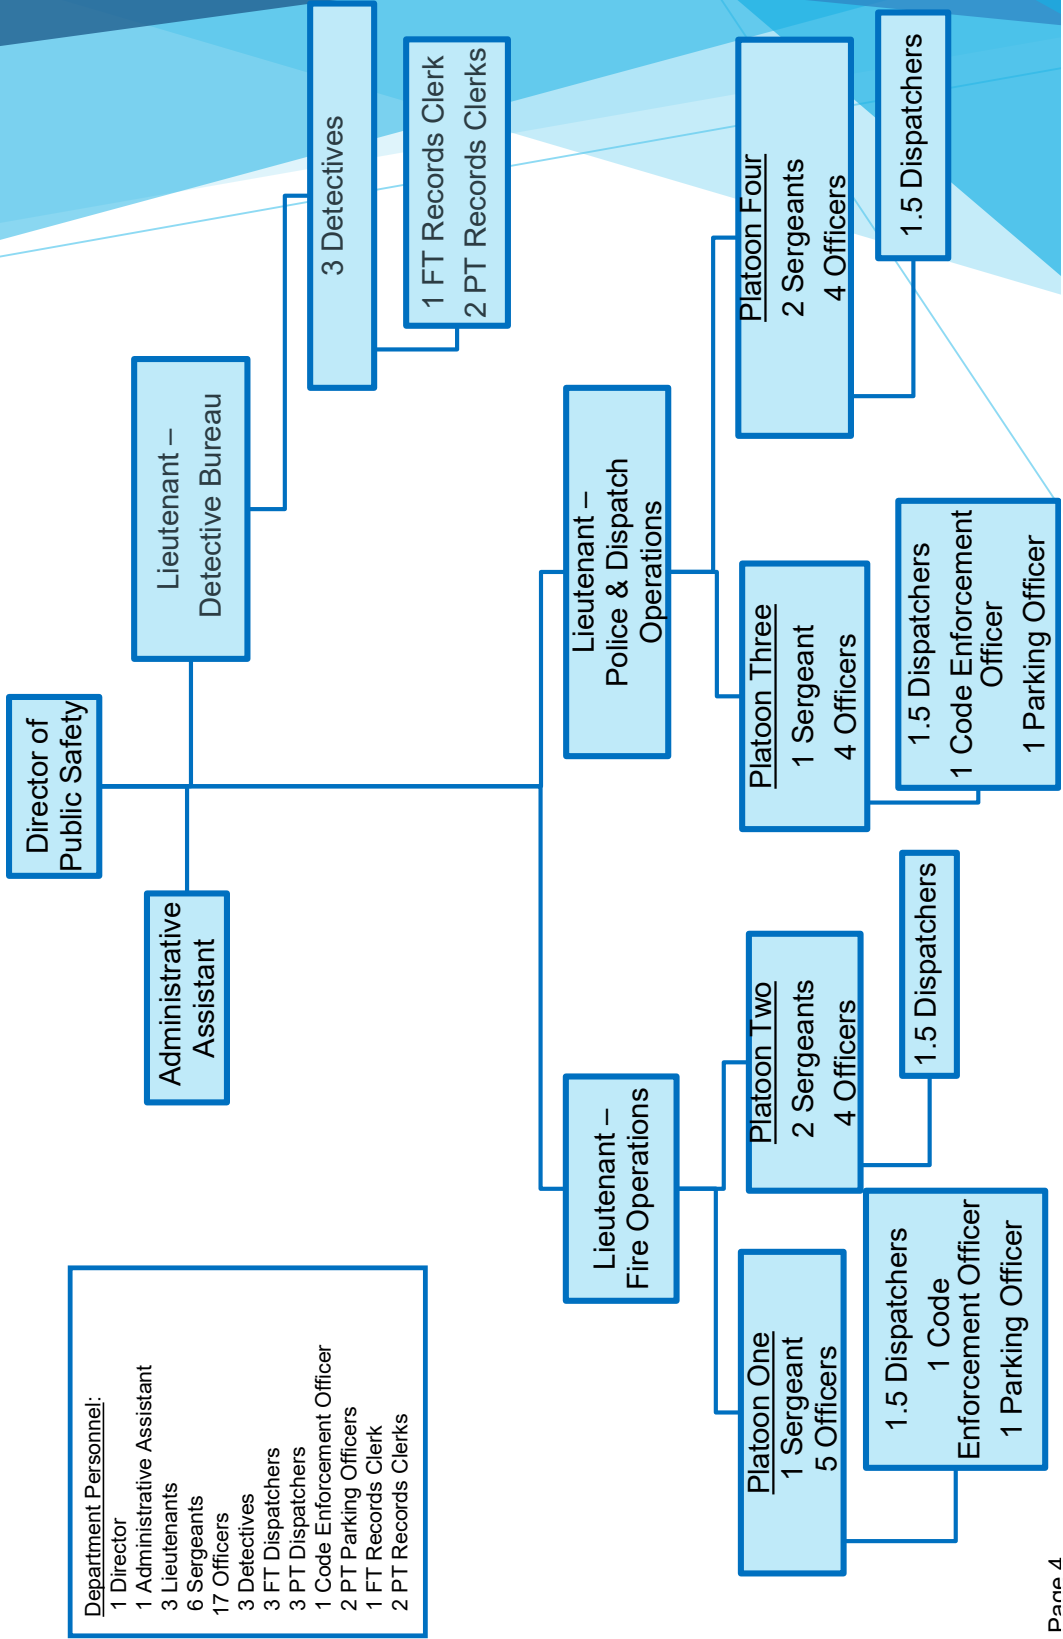 Director of
Public Safety
Administrative
Assistant
Lieutenant –
Detective Bureau
3 Detectives
1 FT Records Clerk
2 PT Records Clerks
Department Personnel:
1 Director
1 Administrative Assistant
3 Lieutenants
6 Sergeants
17 Officers
3 Detectives
3 FT Dispatchers
3 PT Dispatchers
1 Code Enforcement Officer
2 PT Parking Officers
1 FT Records Clerk
2 PT Records Clerks
Lieutenant –
Fire Operations
Lieutenant –
Police & Dispatch
Operations
Platoon One
1 Sergeant
5 Officers
Platoon Two
2 Sergeants
4 Officers
Platoon Three
1 Sergeant
4 Officers
Platoon Four
2 Sergeants
4 Officers
1.5 Dispatchers
1 Code
Enforcement Officer
1 Parking Officer
1.5 Dispatchers
1.5 Dispatchers
1 Code Enforcement
Officer
1 Parking Officer
1.5 Dispatchers
Page 4